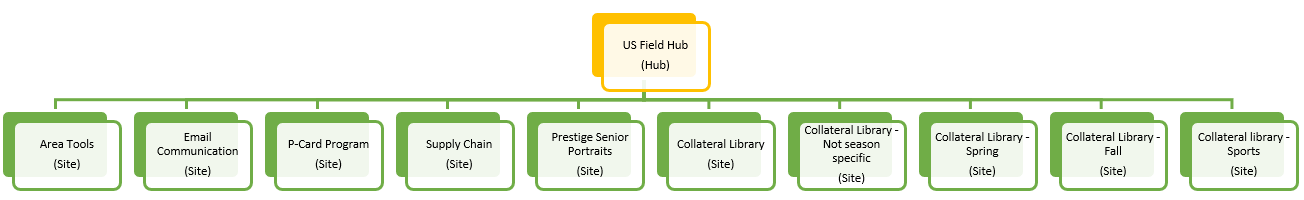 US Field Hub
(Hub)
Area Tools
(Site)
Email
Communication
(Site)
P-Card Program
(Site)
Supply Chain
(Site)
Prestige Senior
Portraits
(Site)
Collateral Library
(Site)
Collateral Library -
Not season
specific
(Site)
Collateral Library -
Spring
(Site)
Collateral Library -
Fall
(Site)
Collateral library -
Sports
(Site)